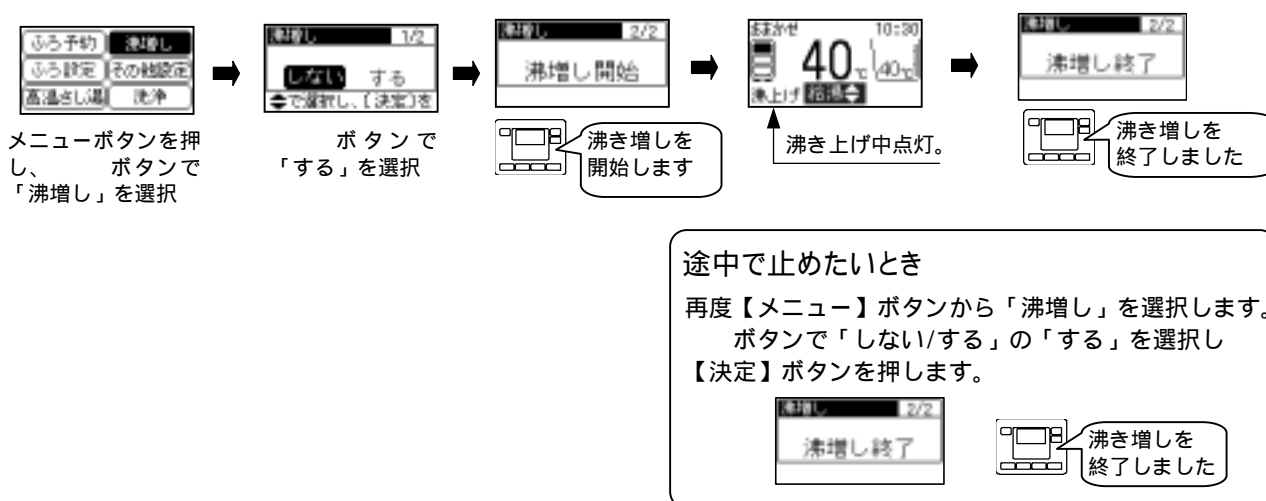 ふろ予約 沸増し
ふろ設定 その他設定
高温さし湯 洗浄
メニューボタンを押
し、 ボタンで
「沸増し」を選択
沸増し 1/2
しない する
で選択し、【決定】を
ボタンで
「する」を選択
沸増し 2/2
沸増し開始
沸き増しを
開始します
おまかせ 10:30
40℃ 40℃
沸上げ 給湯
沸き上げ中点灯。
沸増し 2/2
沸増し終了
沸き増しを
終了しました
途中で止めたいとき
再度【メニュー】ボタンから「沸増し」を選択します。
ボタンで「しない/する」の「する」を選択し
【決定】ボタンを押します。
沸増し 2/2
沸増し終了
沸き増しを
終了しました